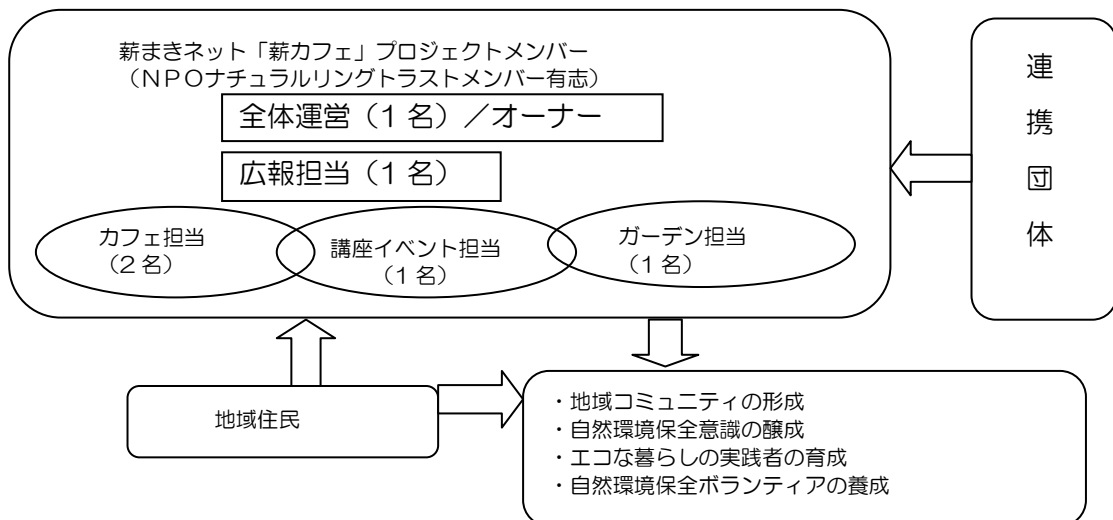 薪まきネット「薪カフェ」プロジェクトメンバー
（NPOナチュラルリングトラストメンバー有志）
全体運営（1名）／オーナー
広報担当（1名）
カフェ担当
（2名）
講座イベント担当
（1名）
ガーデン担当
（1名）
連
携
団
体
地域住民
・地域コミュニティの形成
・自然環境保全意識の醸成
・エコな暮らしの実践者の育成
・自然環境保全ボランティアの養成